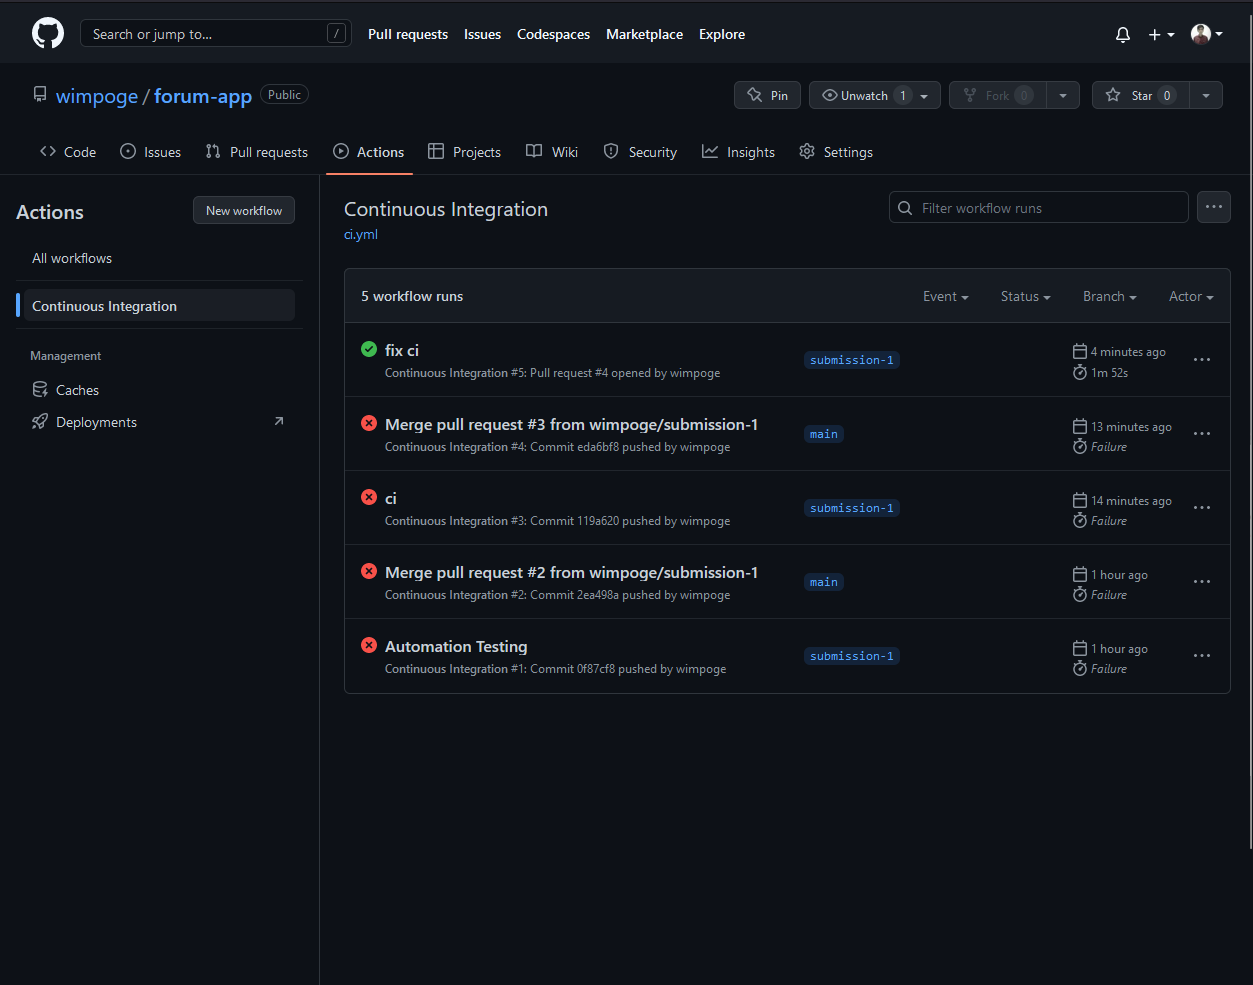 Search or jump to... / Pull requests Issues Codespaces Marketplace Explore
wimpoge / forum-app Public Pin Unwatch 1 Fork 0 Star 0
Code Issues Pull requests Actions Projects Wiki Security Insights Settings
Actions New workflow
All workflows
Continuous Integration
Management
Caches
Deployments
Continuous Integration
ci.yml
Filter workflow runs
5 workflow runs Event Status Branch Actor
fix ci
Continuous Integration #5: Pull request #4 opened by wimpoge
submission-1
4 minutes ago
1m 52s
Merge pull request #3 from wimpoge/submission-1
Continuous Integration #4: Commit eda6bf8 pushed by wimpoge
main
13 minutes ago
Failure
ci
Continuous Integration #3: Commit 119a620 pushed by wimpoge
submission-1
14 minutes ago
Failure
Merge pull request #2 from wimpoge/submission-1
Continuous Integration #2: Commit 2ea498a pushed by wimpoge
main
1 hour ago
Failure
Automation Testing
Continuous Integration #1: Commit 0f87cf8 pushed by wimpoge
submission-1
1 hour ago
Failure